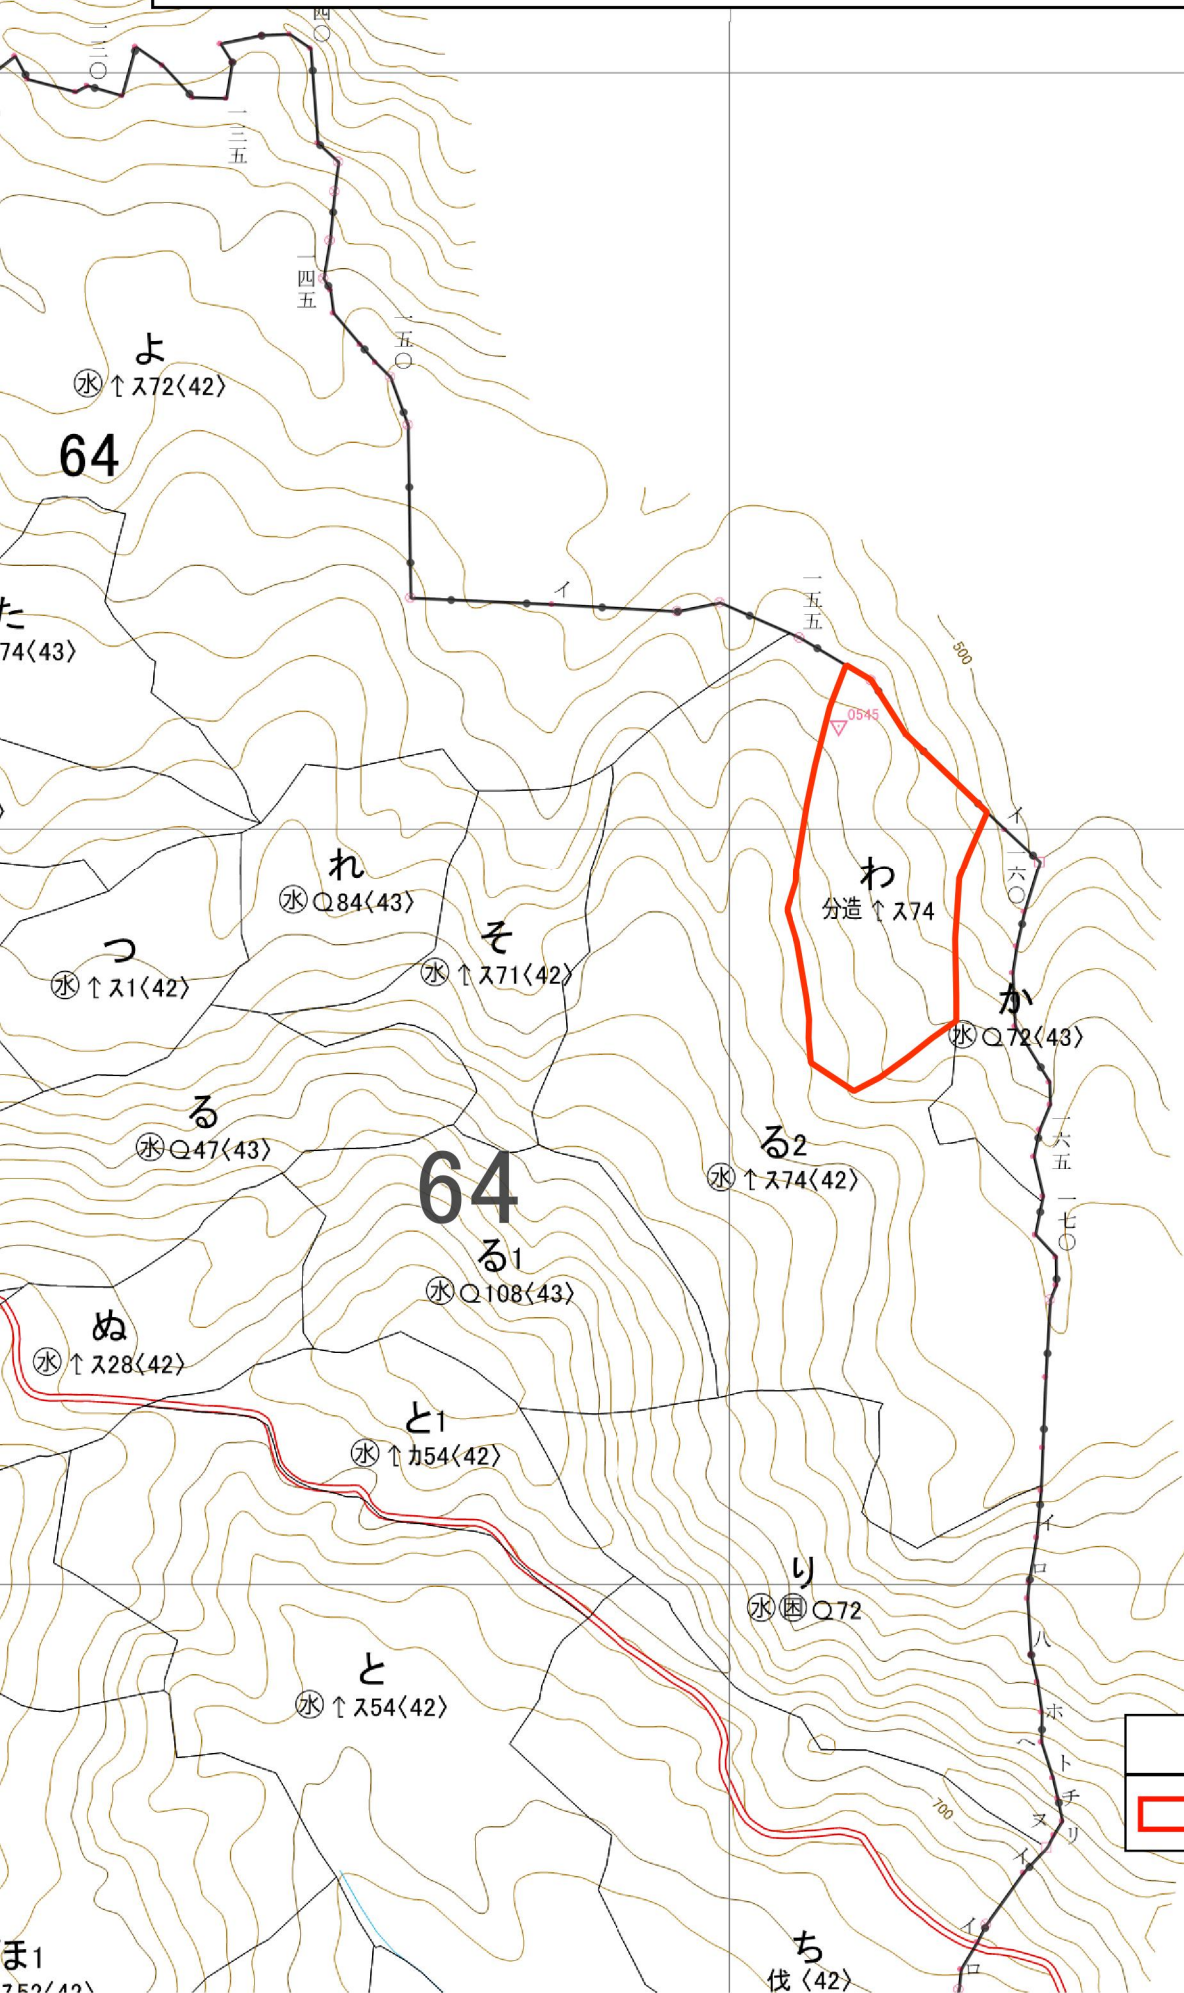 四〇
一三〇
一三五
一四五
一五〇
よ
水 ↑ス72〈42〉
64
イ
一五五
500
た
74〈43〉
0545
イ
れ
水 Q84〈43〉
わ
分造 ↑ス74
一六〇
そ
水 ↑ス71〈42〉
つ
水 ↑ス1〈42〉
か
水 Q72〈43〉
る
水 Q47〈43〉
一六五
る2
水 ↑ス74〈42〉
64
一七〇
る1
水 Q108〈43〉
ぬ
水 ↑ス28〈42〉
と1
水 ↑カ54〈42〉
イ
ロ
り
水 困 Q72
ハ
と
水 ↑ス54〈42〉
ホ
ヘ
ト
チ
700
ヌ
リ
イ
イ
ロ
ち
伐〈42〉
ほ1